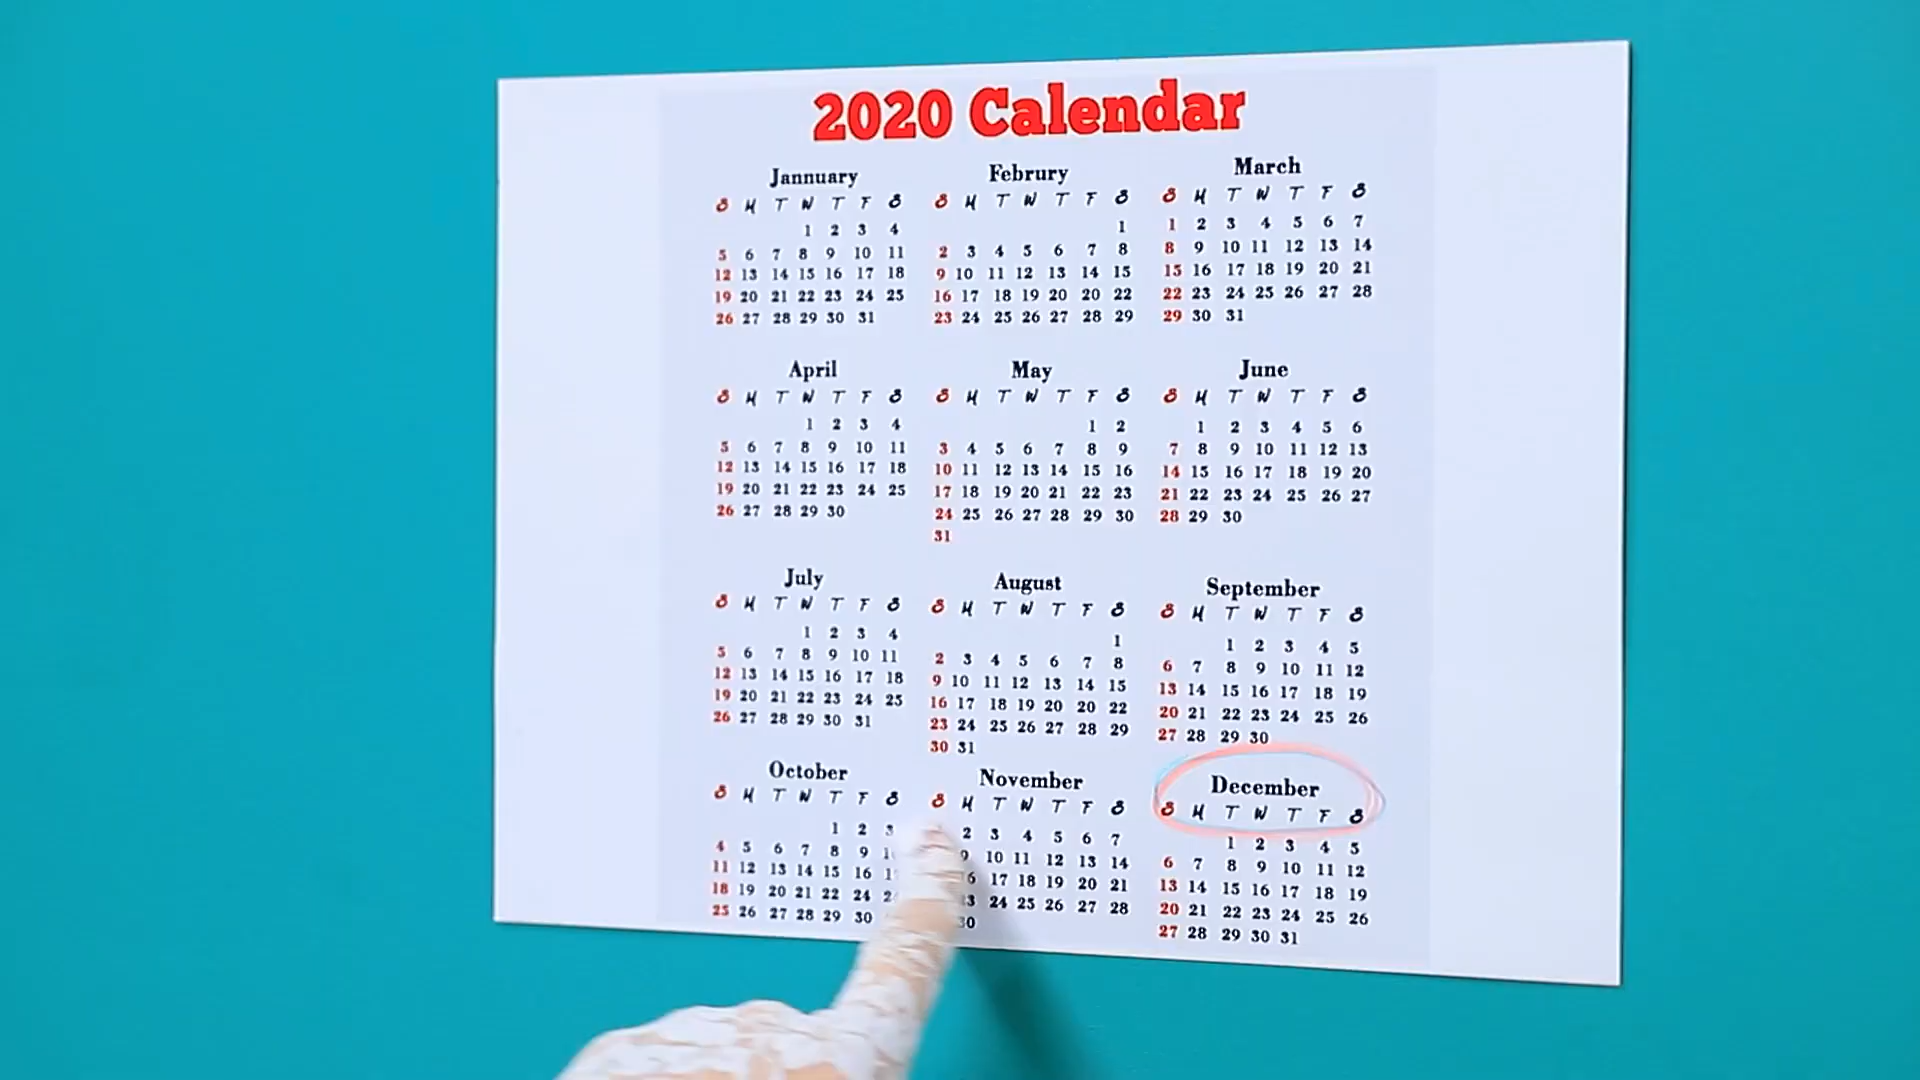 2020 Calendar
Jannuary
S M T W T F S
1 2 3 4
5 6 7 8 9 10 11
12 13 14 15 16 17 18
19 20 21 22 23 24 25
26 27 28 29 30 31
Februry
S M T W T F S
1
2 3 4 5 6 7 8
9 10 11 12 13 14 15
16 17 18 19 20 20 22
23 24 25 26 27 28 29
March
S M T W T F S
1 2 3 4 5 6 7
8 9 10 11 12 13 14
15 16 17 18 19 20 21
22 23 24 25 26 27 28
29 30 31
April
S M T W T F S
1 2 3 4
5 6 7 8 9 10 11
12 13 14 15 16 17 18
19 20 21 22 23 24 25
26 27 28 29 30
May
S M T W T F S
1 2
3 4 5 6 7 8 9
10 11 12 13 14 15 16
17 18 19 20 21 22 23
24 25 26 27 28 29 30
31
June
S M T W T F S
1 2 3 4 5 6
7 8 9 10 11 12 13
14 15 16 17 18 19 20
21 22 23 24 25 26 27
28 29 30
July
S M T W T F S
1 2 3 4
5 6 7 8 9 10 11
12 13 14 15 16 17 18
19 20 21 22 23 24 25
26 27 28 29 30 31
August
S M T W T F S
1
2 3 4 5 6 7 8
9 10 11 12 13 14 15
16 17 18 19 20 20 22
23 24 25 26 27 28 29
30 31
September
S M T W T F S
1 2 3 4 5
6 7 8 9 10 11 12
13 14 15 16 17 18 19
20 21 22 23 24 25 26
27 28 29 30
October
S M T W T F S
1 2 3
4 5 6 7 8 9
11 12 13 14 15 16
18 19 20 21 22 24
25 26 27 28 29 30
November
S M T W T F S
2 3 4 5 6 7
9 10 11 12 13 14
17 18 19 20 21
24 25 26 27 28
30
December
S M T W T F S
1 2 3 4 5
6 7 8 9 10 11 12
13 14 15 16 17 18 19
20 21 22 23 24 25 26
27 28 29 30 31